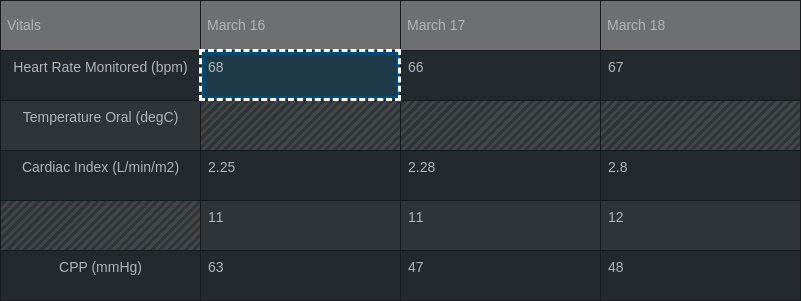 Vitals March 16 March 17 March 18
Heart Rate Monitored (bpm) 68 66 67
Temperature Oral (degC)
Cardiac Index (L/min/m2) 2.25 2.28 2.8
11 11 12
CPP (mmHg) 63 47 48